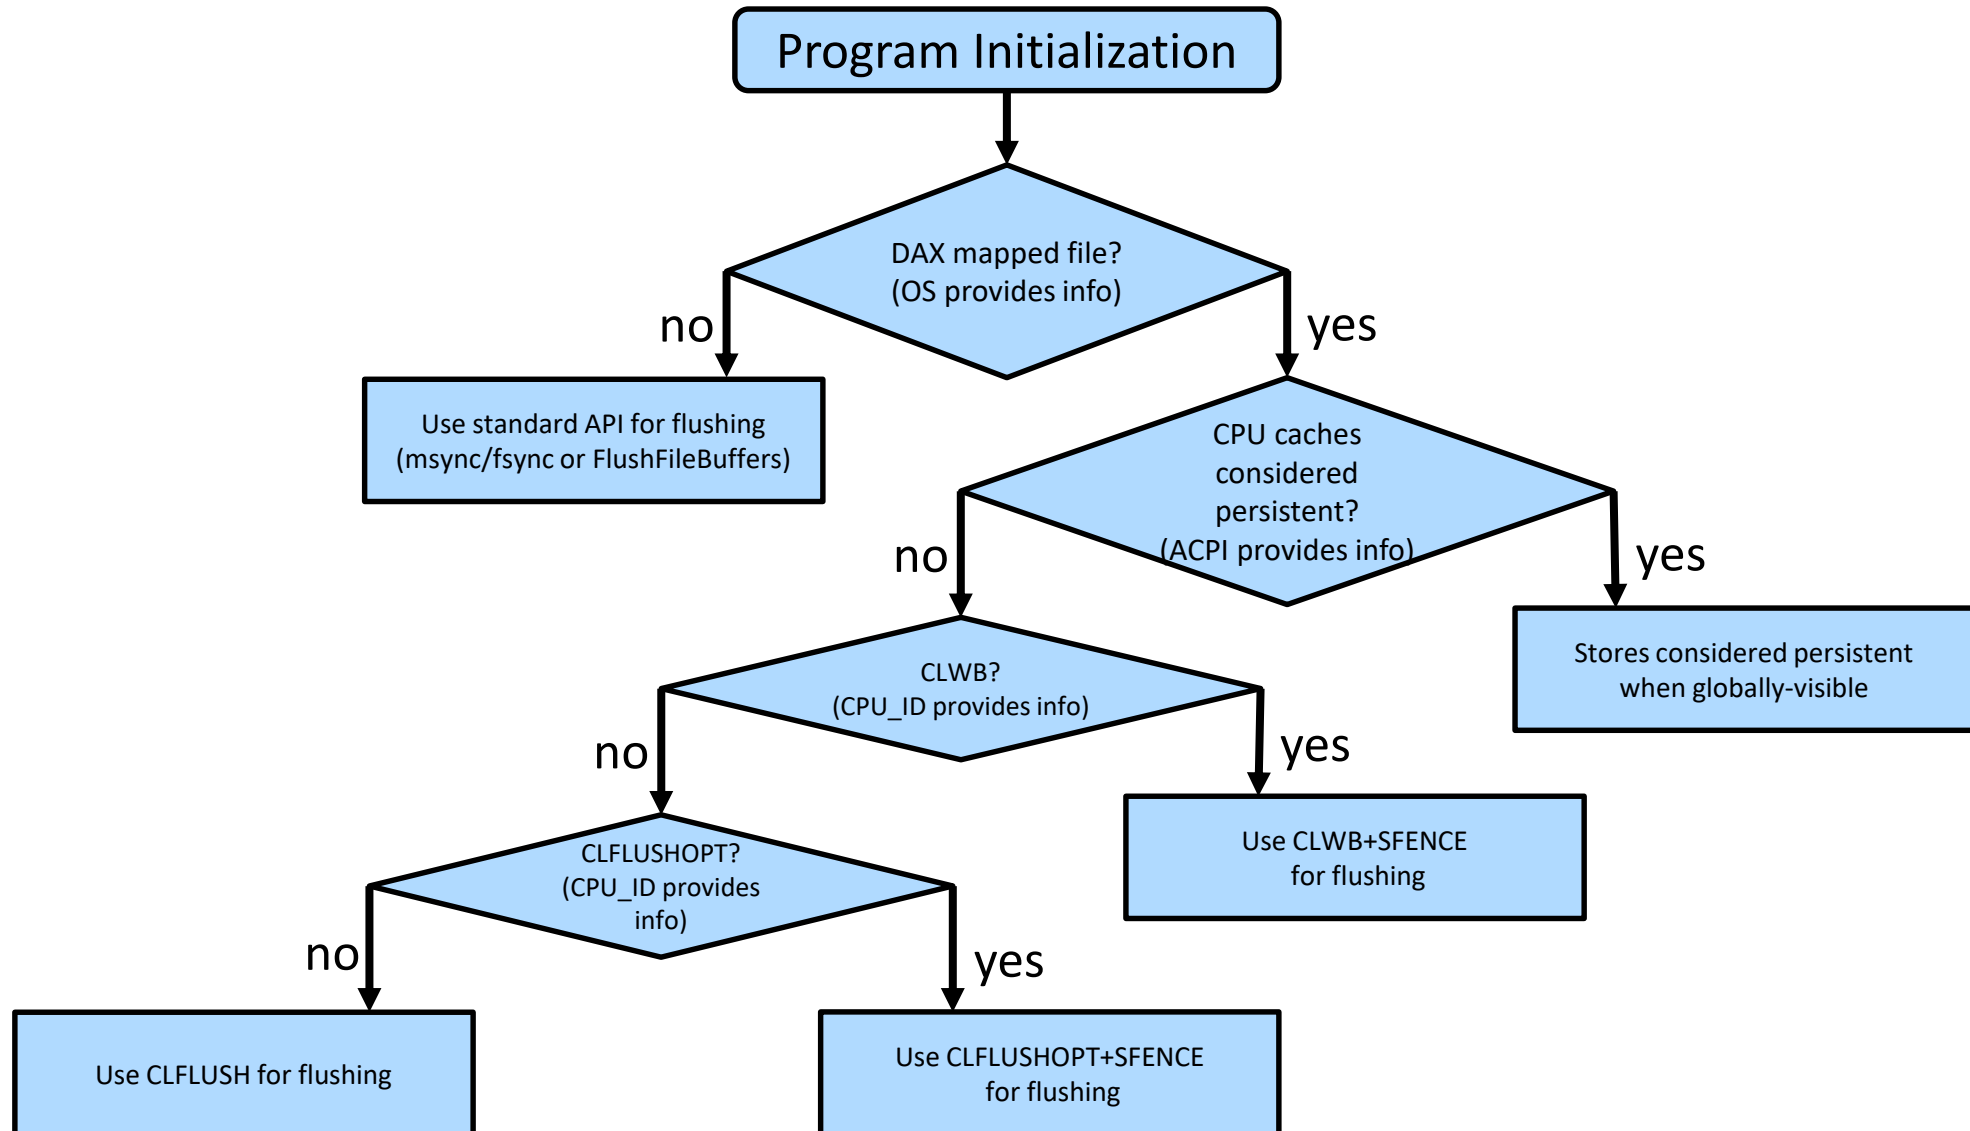 Program Initialization
DAX mapped file?
(OS provides info)
no
yes
Use standard API for flushing
(msync/fsync or FlushFileBuffers)
CPU caches
considered
persistent?
(ACPI provides info)
no
yes
Stores considered persistent
when globally-visible
CLWB?
(CPU_ID provides info)
no
yes
Use CLWB+SFENCE
for flushing
CLFLUSHOPT?
(CPU_ID provides
info)
no
yes
Use CLFLUSH for flushing
Use CLFLUSHOPT+SFENCE
for flushing